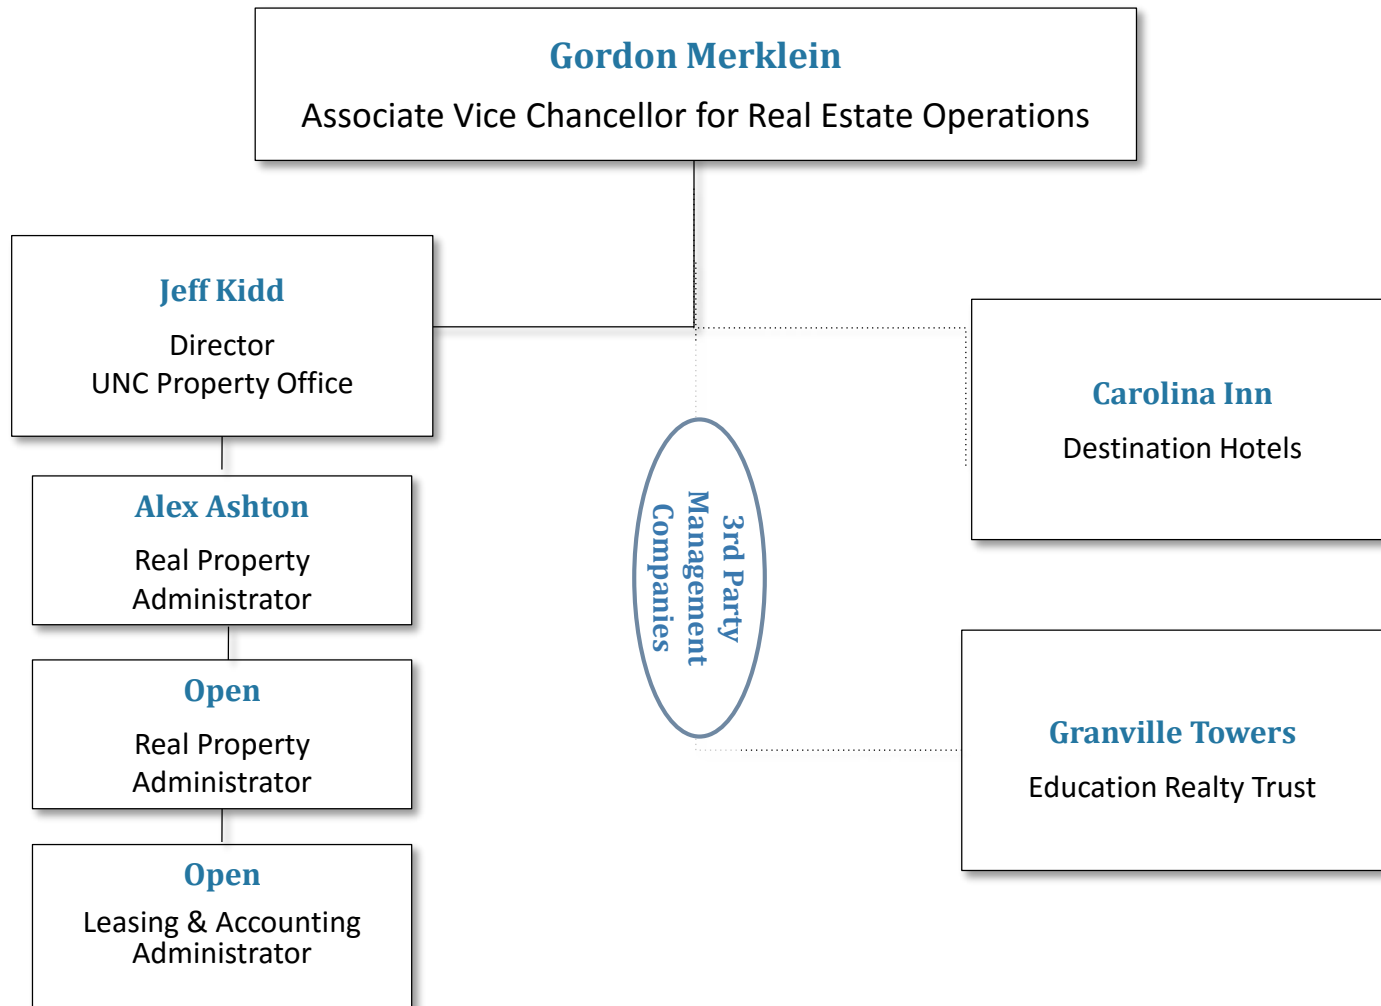 Gordon Merklein
Associate Vice Chancellor for Real Estate Operations
Jeff Kidd
Director
UNC Property Office
Alex Ashton
Real Property
Administrator
Open
Real Property
Administrator
Open
Leasing & Accounting
Administrator
3rd Party
Management
Companies
Carolina Inn
Destination Hotels
Granville Towers
Education Realty Trust